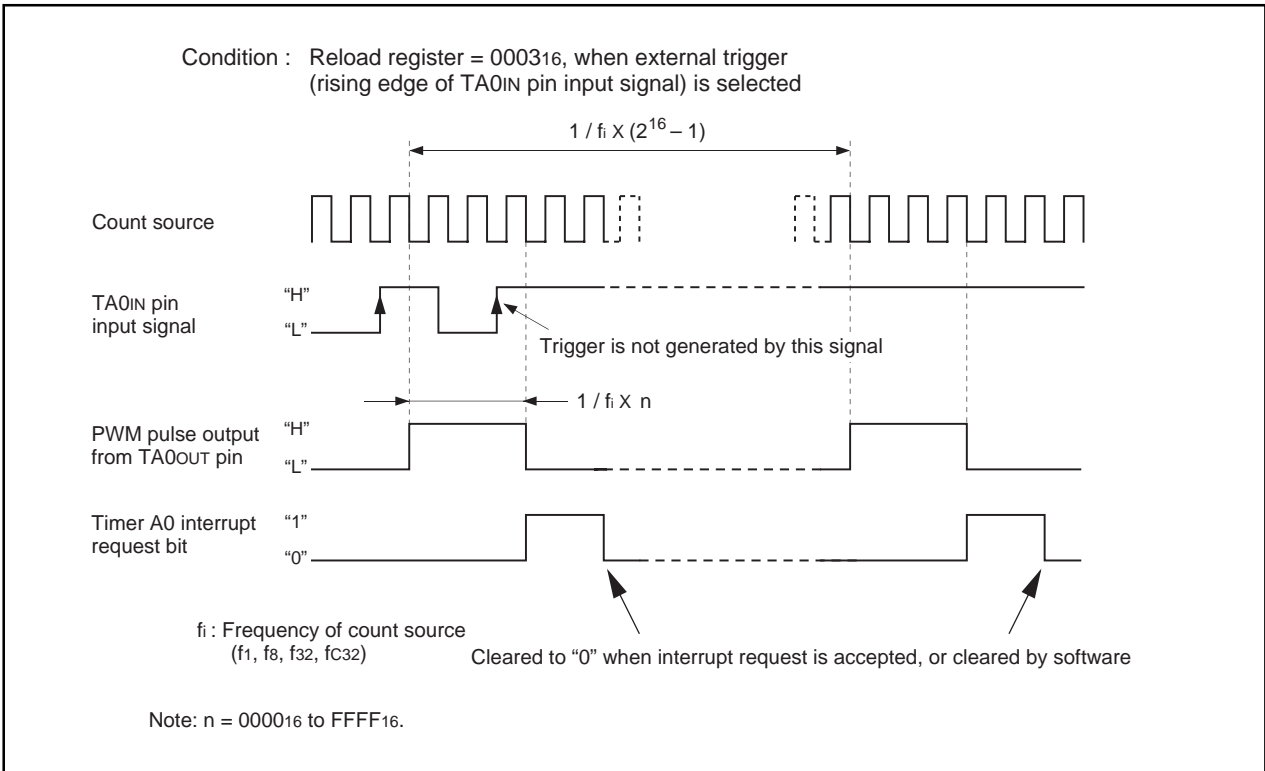 Condition : Reload register = 000316, when external trigger
(rising edge of TA0IN pin input signal) is selected
1 / fi X (2^16 – 1)
Count source
TA0IN pin
input signal
“H”
“L”
Trigger is not generated by this signal
1 / fi X n
PWM pulse output
from TA0OUT pin
“H”
“L”
Timer A0 interrupt
request bit
“1”
“0”
fi : Frequency of count source
(f1, f8, f32, fC32)
Cleared to “0” when interrupt request is accepted, or cleared by software
Note: n = 000016 to FFFF16.